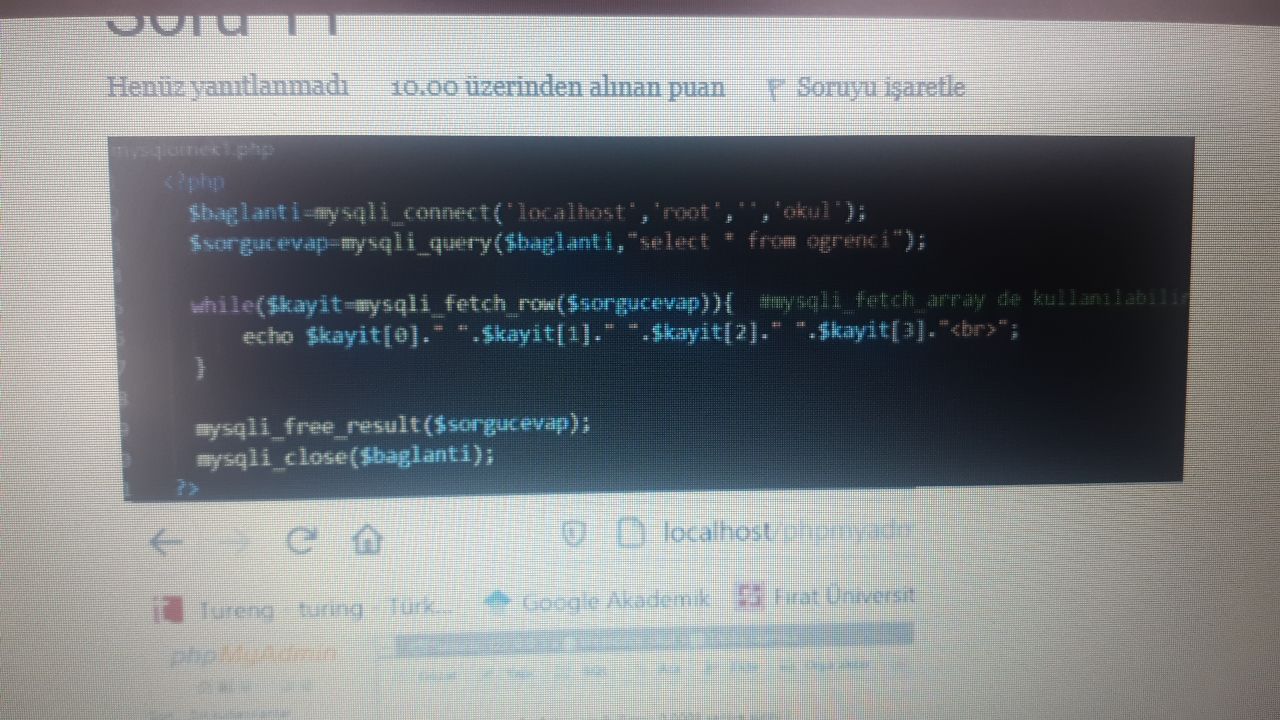 Soru 11
Henüz yanıtlanmadı 10.00 üzerinden alınan puan Soruyu işaretle
mysqlornek1.php
<?php
$baglanti=mysqli_connect('localhost','root','','okul');
$sorgucevap=mysqli_query($baglanti,"select * from ogrenci");
while($kayit=mysqli_fetch_row($sorgucevap)){ #mysqli_fetch_array de kullanılabilir
echo $kayit[0]." ".$kayit[1]." ".$kayit[2]." ".$kayit[3]."<br>";
}
mysqli_free_result($sorgucevap);
mysqli_close($baglanti);
?>
localhost/phpmyadm
Tureng - turing - Türk... Google Akademik Fırat Üniversit
phpMyAdmin